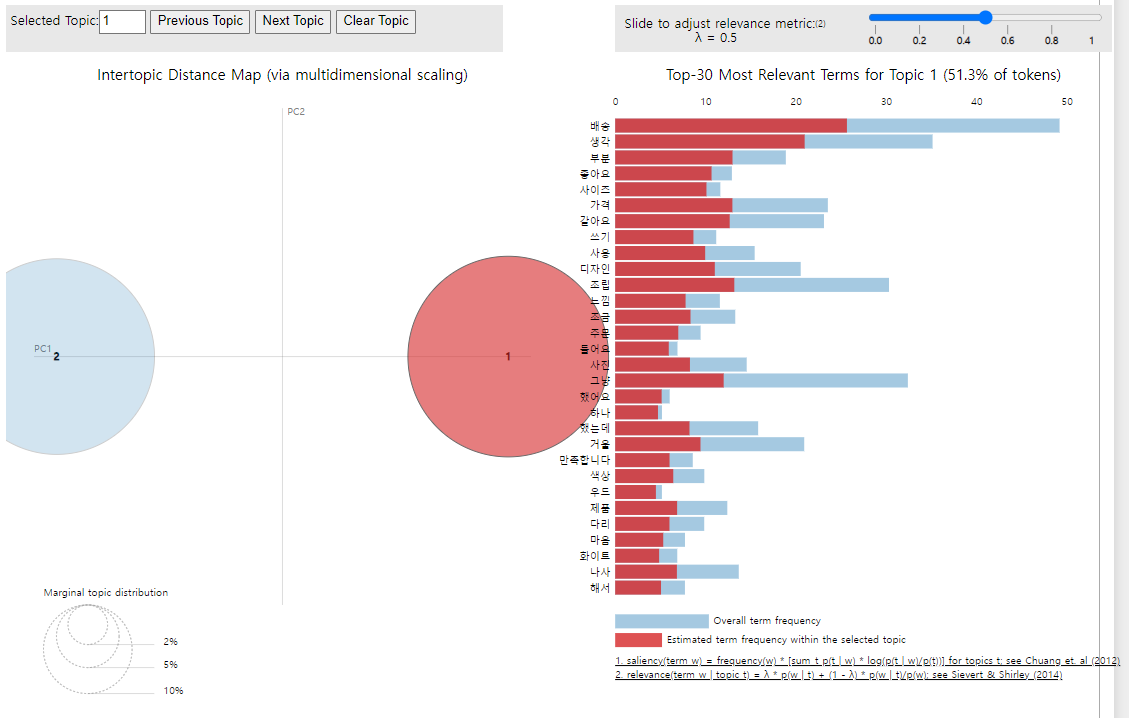 Selected Topic: 1 Previous Topic Next Topic Clear Topic
Slide to adjust relevance metric:(2)
λ = 0.5
0.0 0.2 0.4 0.6 0.8 1
Intertopic Distance Map (via multidimensional scaling)
PC2
PC1
2
1
Marginal topic distribution
2%
5%
10%
Top-30 Most Relevant Terms for Topic 1 (51.3% of tokens)
0 10 20 30 40 50
배송
생각
부분
좋아요
사이즈
가격
같아요
쓰기
사용
디자인
조립
느낌
조금
주문
들어요
사진
그냥
했어요
하나
했는데
거울
만족합니다
색상
우드
제품
다리
마음
화이트
나사
해서
Overall term frequency
Estimated term frequency within the selected topic
1. saliency(term w) = frequency(w) * [sum_t p(t | w) * log(p(t | w)/p(t))] for topics t; see Chuang et. al (2012)
2. relevance(term w | topic t) = λ * p(w | t) + (1 - λ) * p(w | t)/p(w); see Sievert & Shirley (2014)